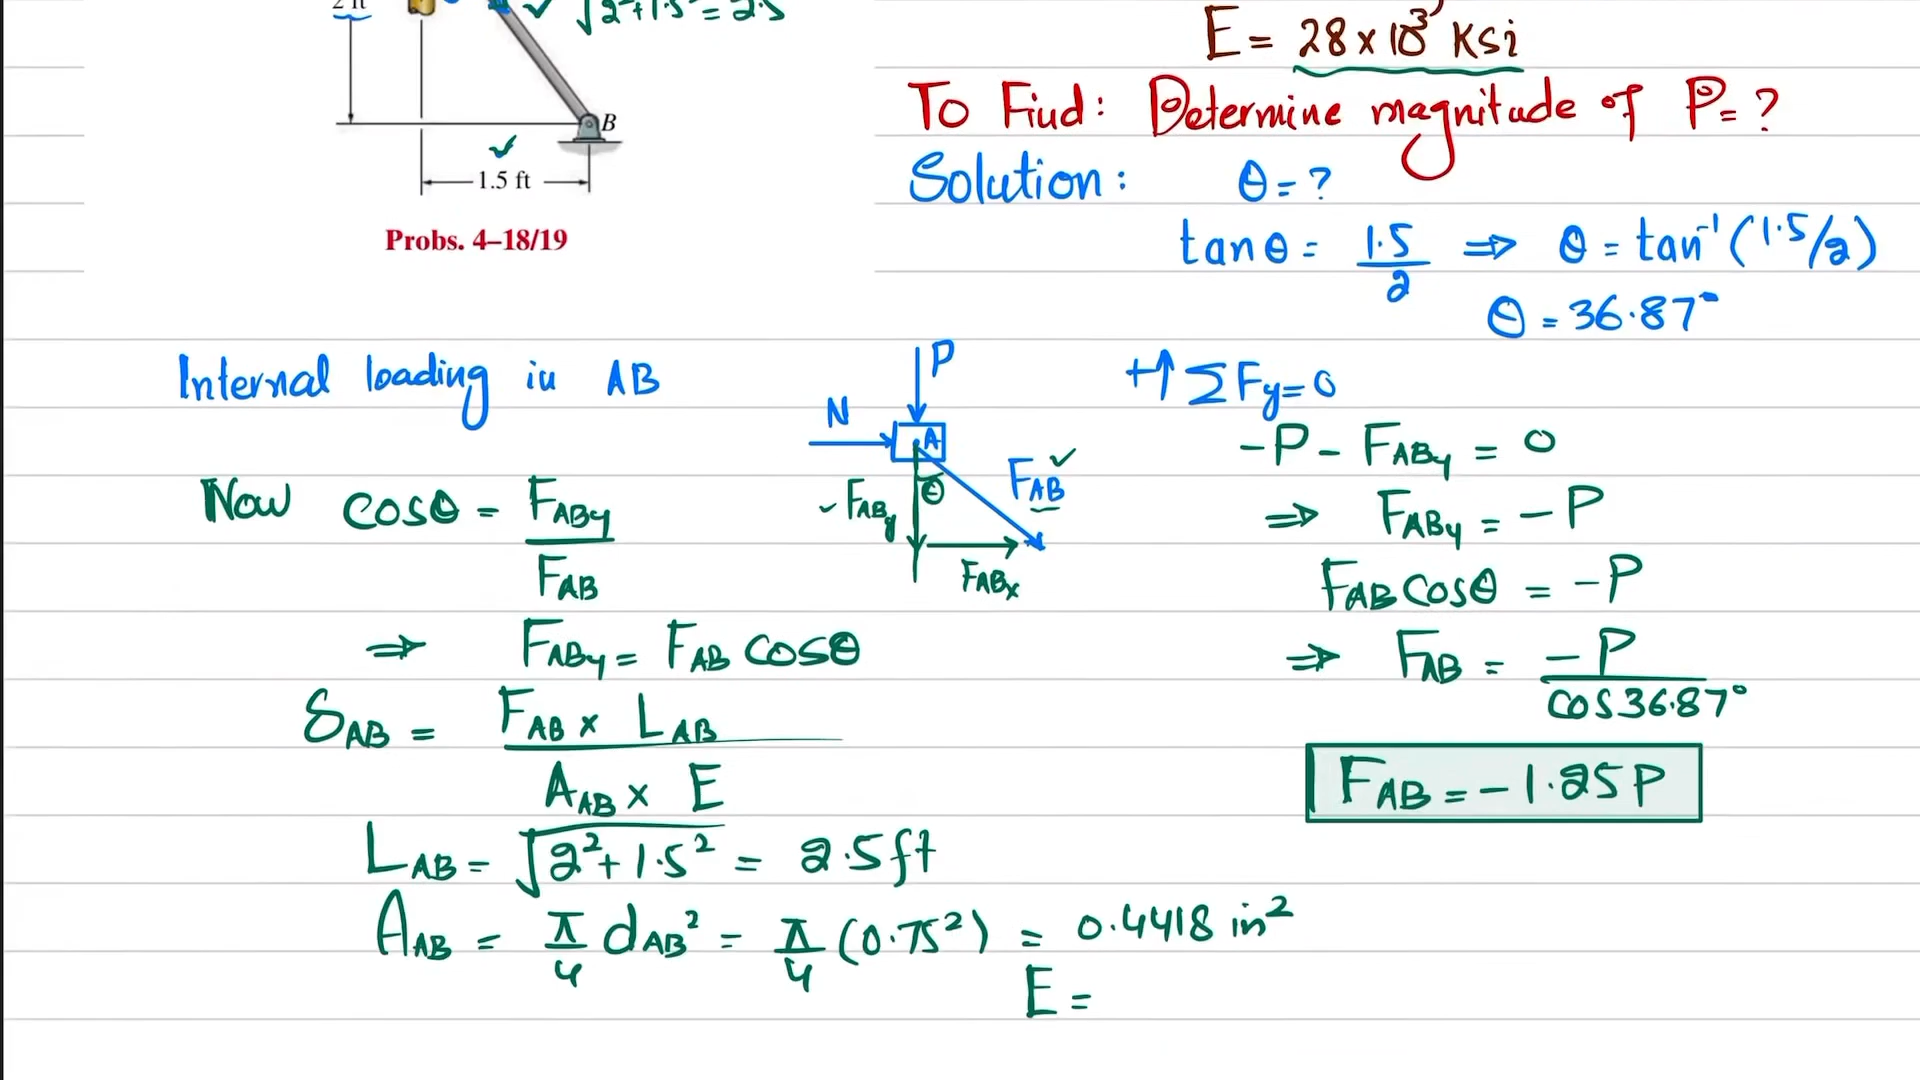 2 ft
√2²+1.5² = 2.5
E = 28×10³ Ksi
B
1.5 ft
Probs. 4–18/19
To Find: Determine magnitude of P=?
Solution: θ=?
tanθ = 1.5/2 ⇒ θ = tan⁻¹(1.5/2)
θ = 36.87°
Internal loading in AB
P
N
A
θ
FAB
FABy
FABx
+↑ ΣFy=0
-P - FABy = 0
⇒ FABy = -P
FAB cosθ = -P
⇒ FAB = -P/cos36.87°
FAB = -1.25P
Now cosθ = FABy/FAB
⇒ FABy = FAB cosθ
δAB = FAB × LAB / AAB × E
LAB = √2²+1.5² = 2.5ft
AAB = π/4 dAB² = π/4 (0.75²) = 0.4418 in²
E =